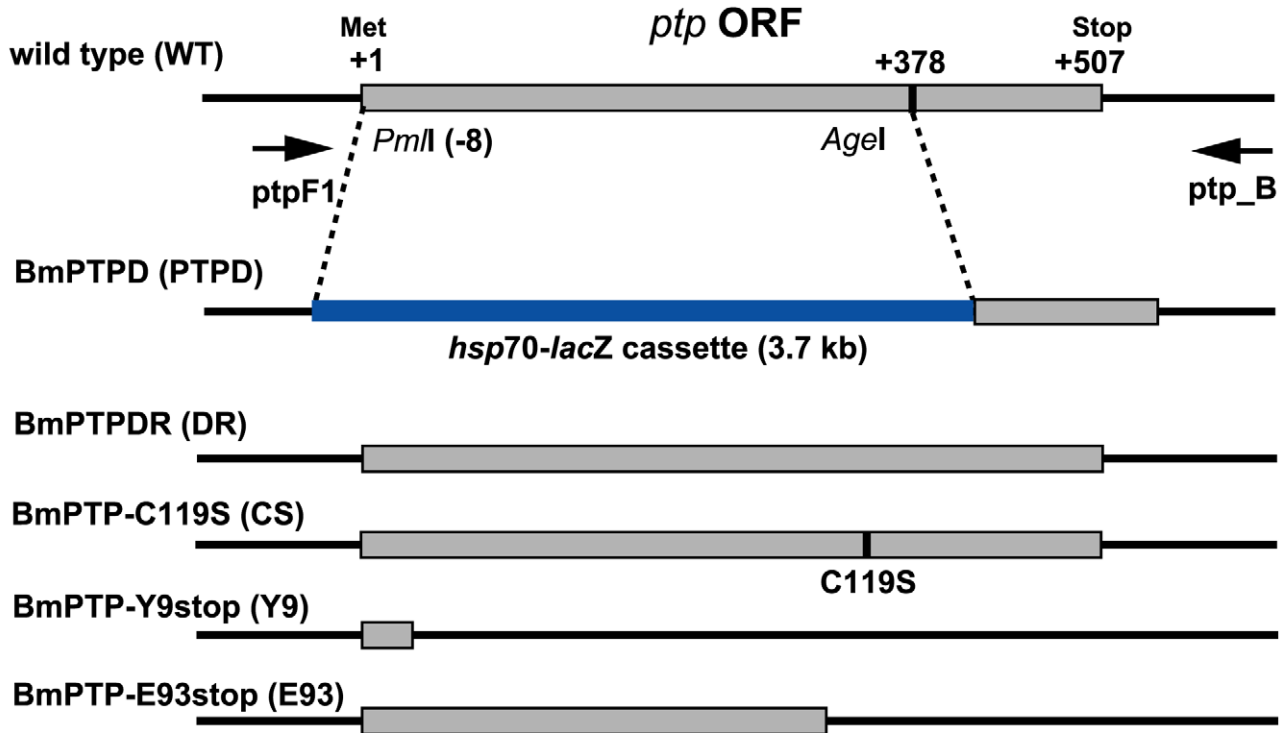 Met
ptp ORF
Stop
wild type (WT)
+1
+378
+507
PmlI (-8)
AgeI
ptpF1
ptp_B
BmPTPD (PTPD)
hsp70-lacZ cassette (3.7 kb)
BmPTPDR (DR)
BmPTP-C119S (CS)
C119S
BmPTP-Y9stop (Y9)
BmPTP-E93stop (E93)